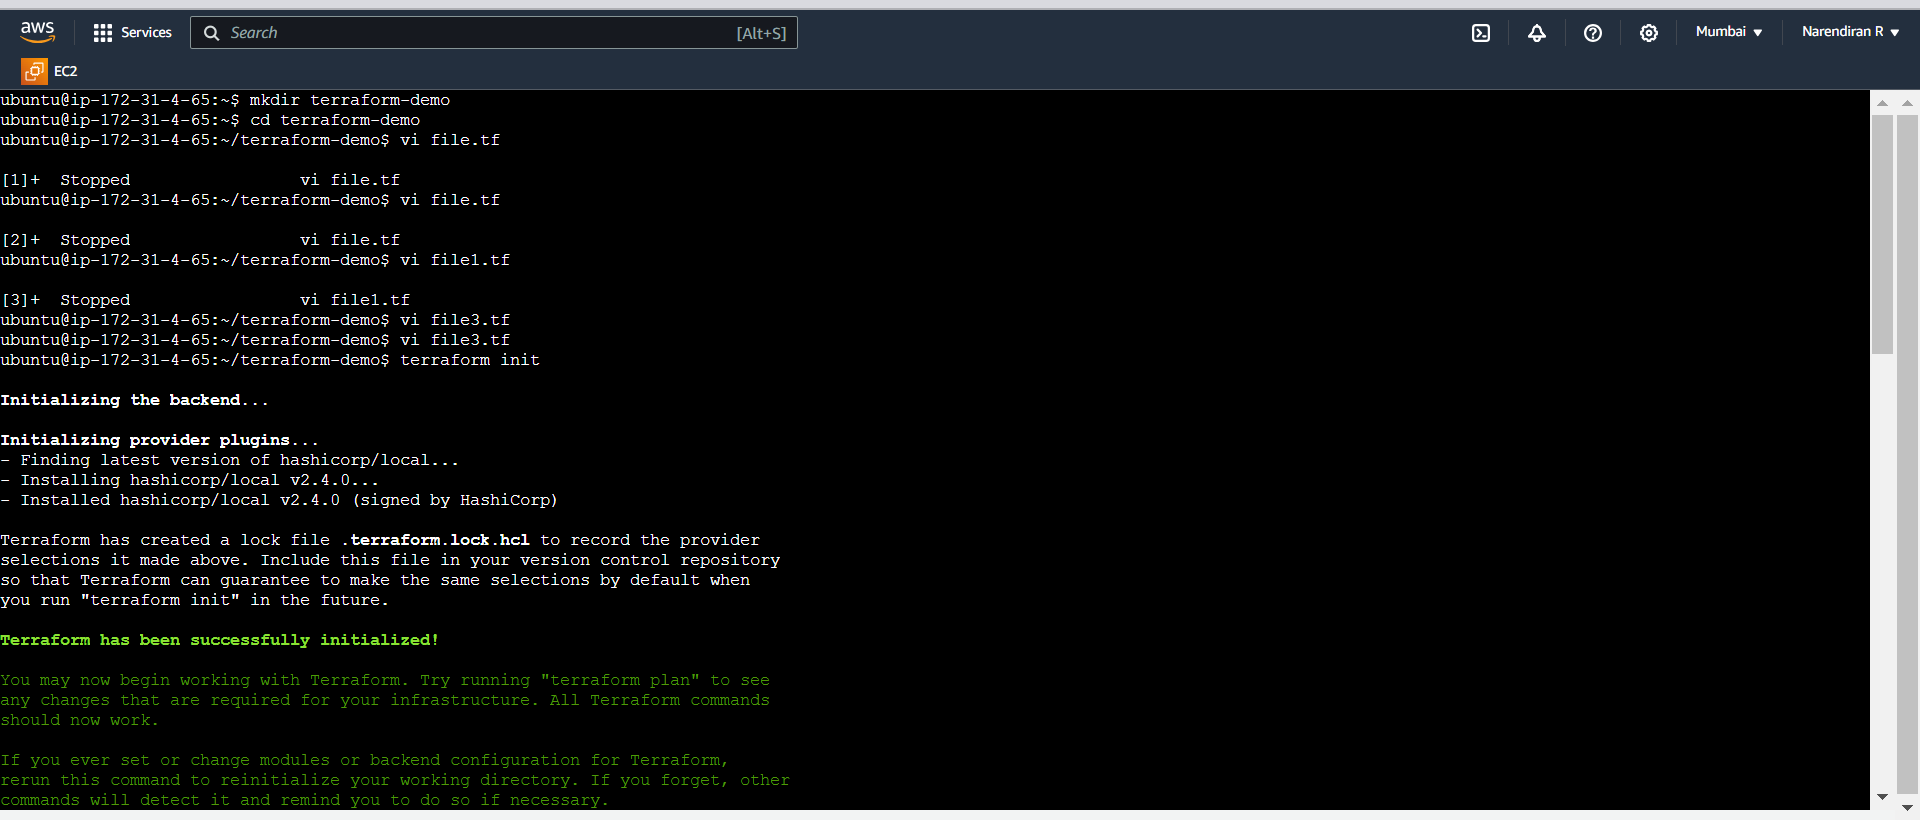 aws
Services
Search [Alt+S]
Mumbai
Narendiran R
EC2
ubuntu@ip-172-31-4-65:~$ mkdir terraform-demo
ubuntu@ip-172-31-4-65:~$ cd terraform-demo
ubuntu@ip-172-31-4-65:~/terraform-demo$ vi file.tf
[1]+  Stopped                 vi file.tf
ubuntu@ip-172-31-4-65:~/terraform-demo$ vi file.tf
[2]+  Stopped                 vi file.tf
ubuntu@ip-172-31-4-65:~/terraform-demo$ vi file1.tf
[3]+  Stopped                 vi file1.tf
ubuntu@ip-172-31-4-65:~/terraform-demo$ vi file3.tf
ubuntu@ip-172-31-4-65:~/terraform-demo$ vi file3.tf
ubuntu@ip-172-31-4-65:~/terraform-demo$ terraform init
Initializing the backend...
Initializing provider plugins...
- Finding latest version of hashicorp/local...
- Installing hashicorp/local v2.4.0...
- Installed hashicorp/local v2.4.0 (signed by HashiCorp)
Terraform has created a lock file .terraform.lock.hcl to record the provider
selections it made above. Include this file in your version control repository
so that Terraform can guarantee to make the same selections by default when
you run "terraform init" in the future.
Terraform has been successfully initialized!
You may now begin working with Terraform. Try running "terraform plan" to see
any changes that are required for your infrastructure. All Terraform commands
should now work.
If you ever set or change modules or backend configuration for Terraform,
rerun this command to reinitialize your working directory. If you forget, other
commands will detect it and remind you to do so if necessary.